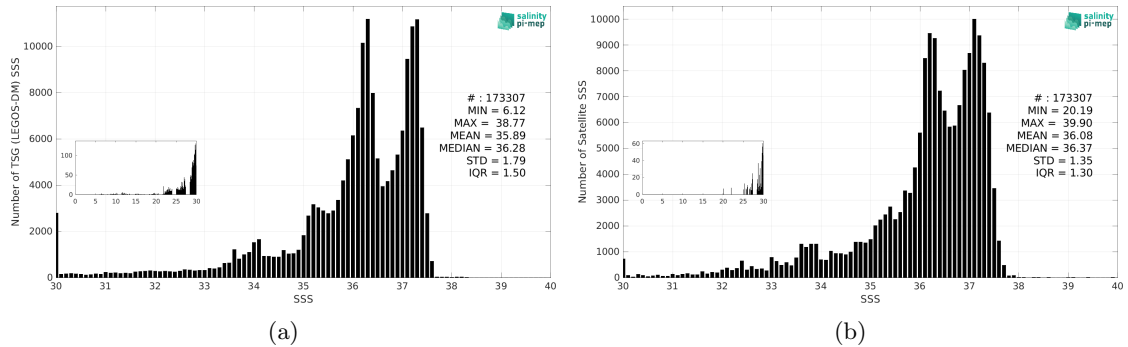 salinity
pi-mep
Number of TSG (LEGOS-DM) SSS
10000
8000
6000
4000
2000
0
# : 173307
MIN = 6.12
MAX = 38.77
MEAN = 35.89
MEDIAN = 36.28
STD = 1.79
IQR = 1.50
100
50
0
0 5 10 15 20 25 30
30 31 32 33 34 35 36 37 38 39 40
SSS
(a)
salinity
pi-mep
Number of Satellite SSS
10000
9000
8000
7000
6000
5000
4000
3000
2000
1000
0
# : 173307
MIN = 20.19
MAX = 39.90
MEAN = 36.08
MEDIAN = 36.37
STD = 1.35
IQR = 1.30
60
40
20
0
0 5 10 15 20 25 30
30 31 32 33 34 35 36 37 38 39 40
SSS
(b)